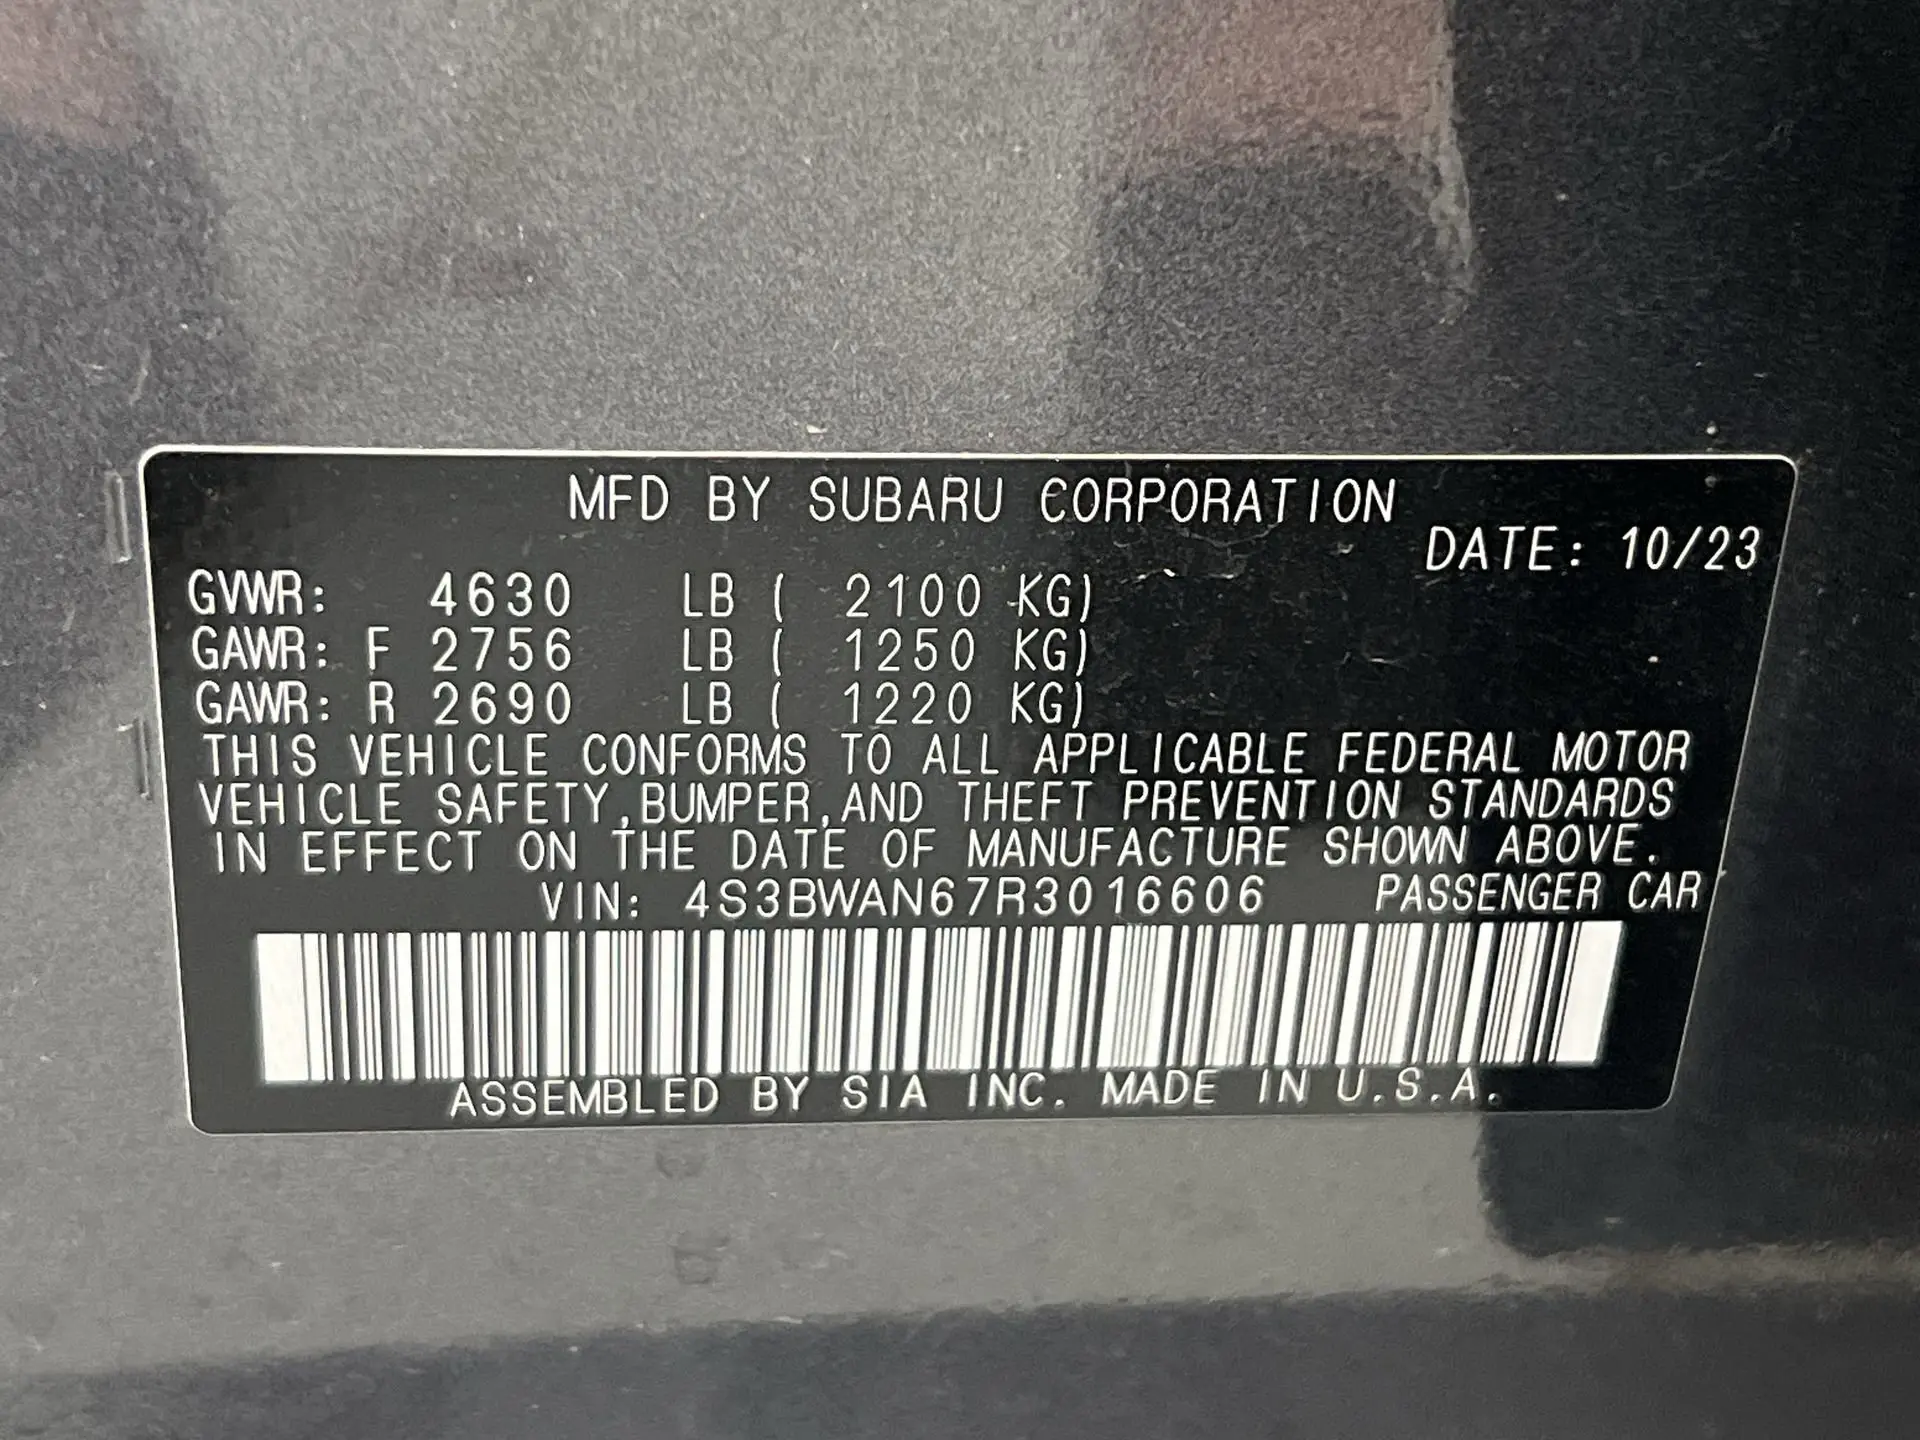 MFD BY SUBARU CORPORATION
DATE: 10/23
GVWR: 4630 LB ( 2100 KG)
GAWR: F 2756 LB ( 1250 KG)
GAWR: R 2690 LB ( 1220 KG)
THIS VEHICLE CONFORMS TO ALL APPLICABLE FEDERAL MOTOR
VEHICLE SAFETY,BUMPER,AND THEFT PREVENTION STANDARDS
IN EFFECT ON THE DATE OF MANUFACTURE SHOWN ABOVE.
VIN: 4S3BWAN67R3016606 PASSENGER CAR
ASSEMBLED BY SIA INC. MADE IN U.S.A.